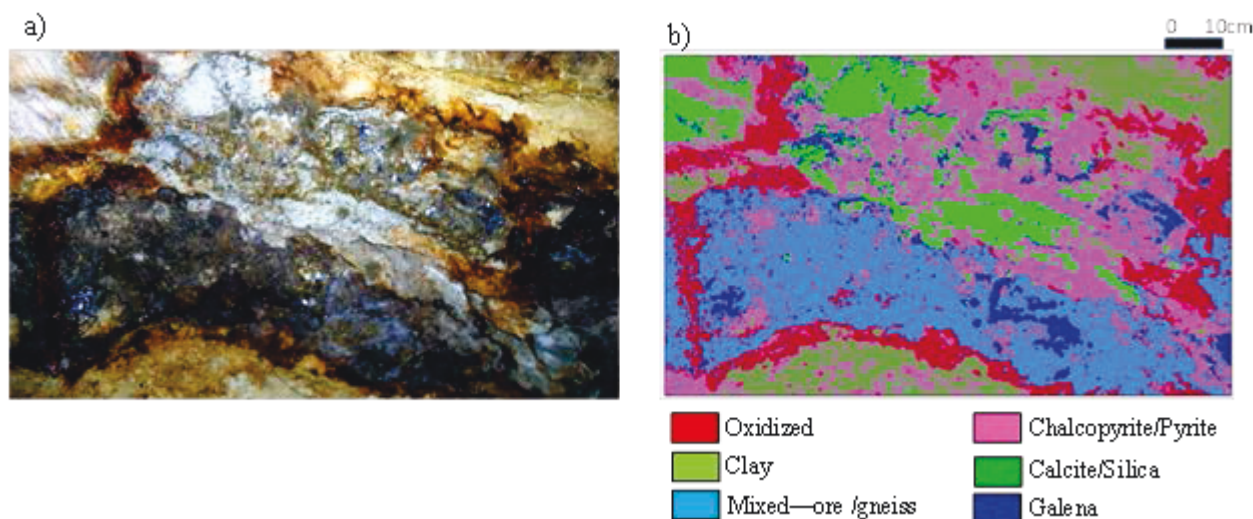 a)
b)
0 10cm
Oxidized
Chalcopyrite/Pyrite
Clay
Calcite/Silica
Mixed—ore /gneiss
Galena